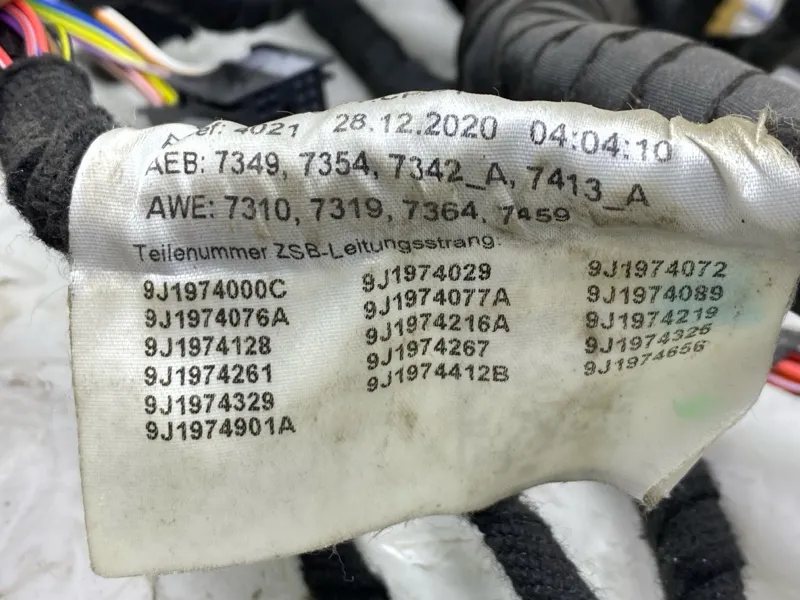 4021 28.12.2020 04:04:10
AEB: 7349, 7354, 7342_A, 7413_A
AWE: 7310, 7319, 7364, 7459
Teilenummer ZSB-Leitungsstrang:
9J1974000C 9J1974029 9J1974072
9J1974076A 9J1974077A 9J1974089
9J1974128 9J1974216A 9J1974219
9J1974261 9J1974267 9J1974326
9J1974329 9J1974412B 9J1974656
9J1974901A